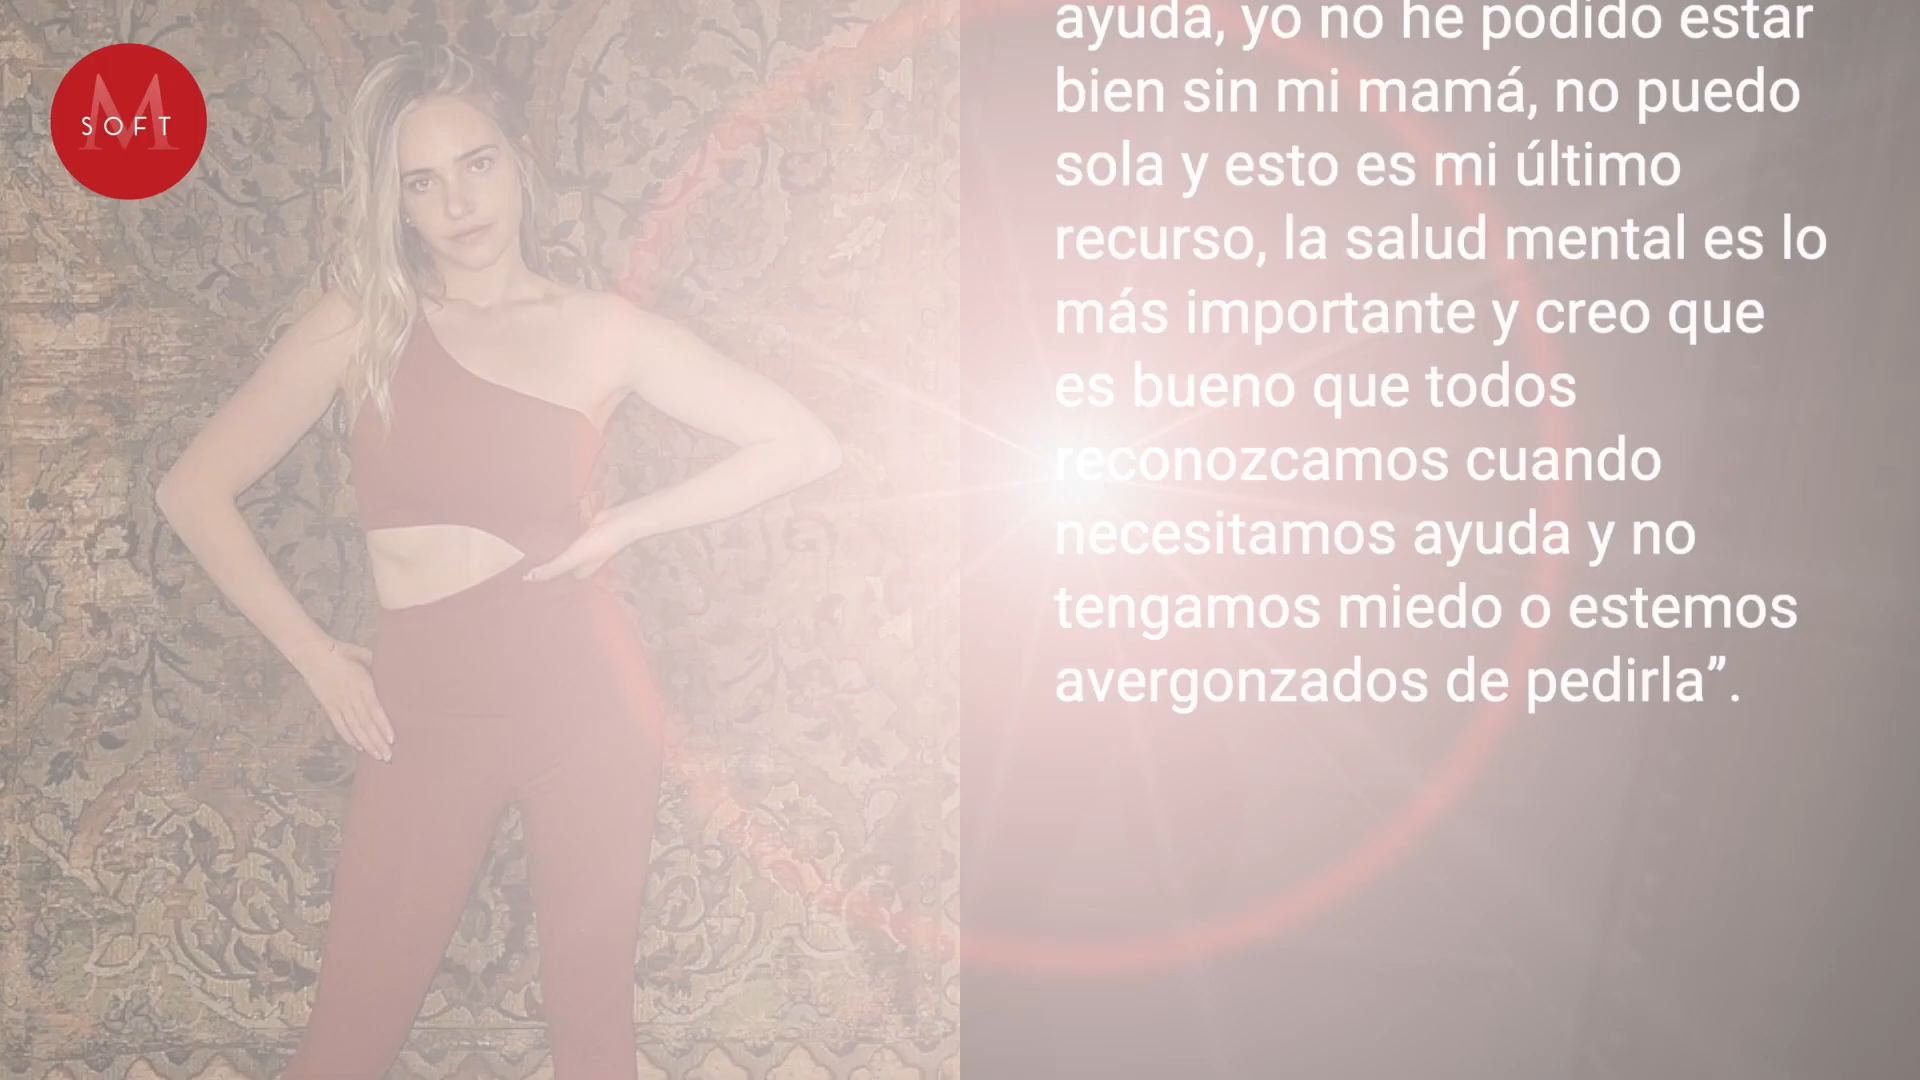 M
SOFT
ayuda, yo no he podido estar
bien sin mi mamá, no puedo
sola y esto es mi último
recurso, la salud mental es lo
más importante y creo que
es bueno que todos
reconozcamos cuando
necesitamos ayuda y no
tengamos miedo o estemos
avergonzados de pedirla”.